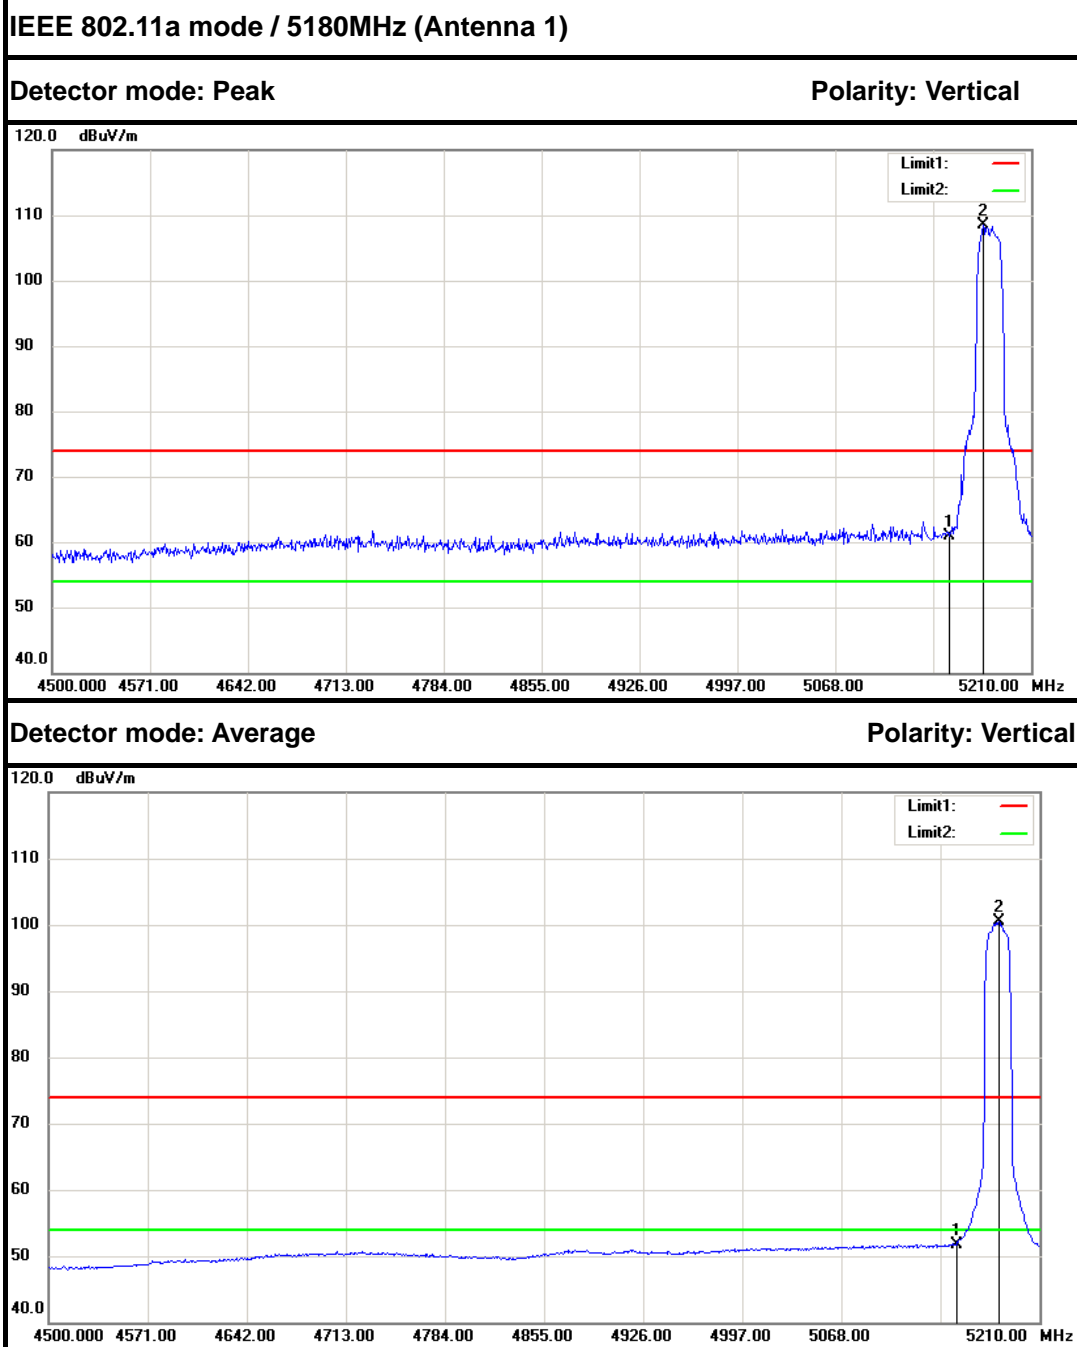 IEEE 802.11a mode / 5180MHz (Antenna 1)
Detector mode: Peak Polarity: Vertical
120.0 dBuV/m
Limit1:
Limit2:
2
110
100
90
80
70
1
60
50
40.0
4500.000 4571.00 4642.00 4713.00 4784.00 4855.00 4926.00 4997.00 5068.00 5210.00 MHz
Detector mode: Average Polarity: Vertical
120.0 dBuV/m
Limit1:
Limit2:
110
2
100
90
80
70
60
1
50
40.0
4500.000 4571.00 4642.00 4713.00 4784.00 4855.00 4926.00 4997.00 5068.00 5210.00 MHz